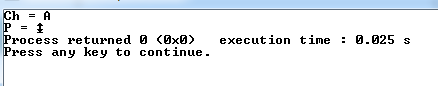 Ch = A
P = ‡
Process returned 0 (0x0)   execution time : 0.025 s
Press any key to continue.